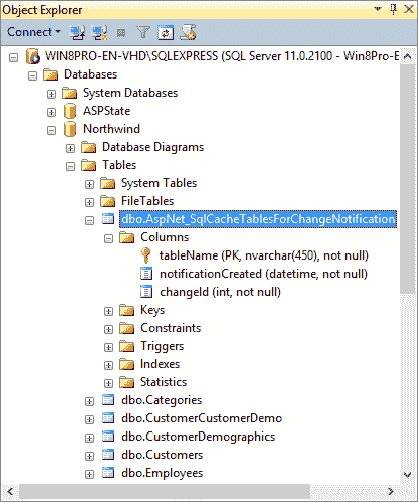 Object Explorer
Connect
WIN8PRO-EN-VHD\SQLEXPRESS (SQL Server 11.0.2100 - Win8Pro-E
Databases
System Databases
ASPState
Northwind
Database Diagrams
Tables
System Tables
FileTables
dbo.AspNet_SqlCacheTablesForChangeNotification
Columns
tableName (PK, nvarchar(450), not null)
notificationCreated (datetime, not null)
changeId (int, not null)
Keys
Constraints
Triggers
Indexes
Statistics
dbo.Categories
dbo.CustomerCustomerDemo
dbo.CustomerDemographics
dbo.Customers
dbo.Employees